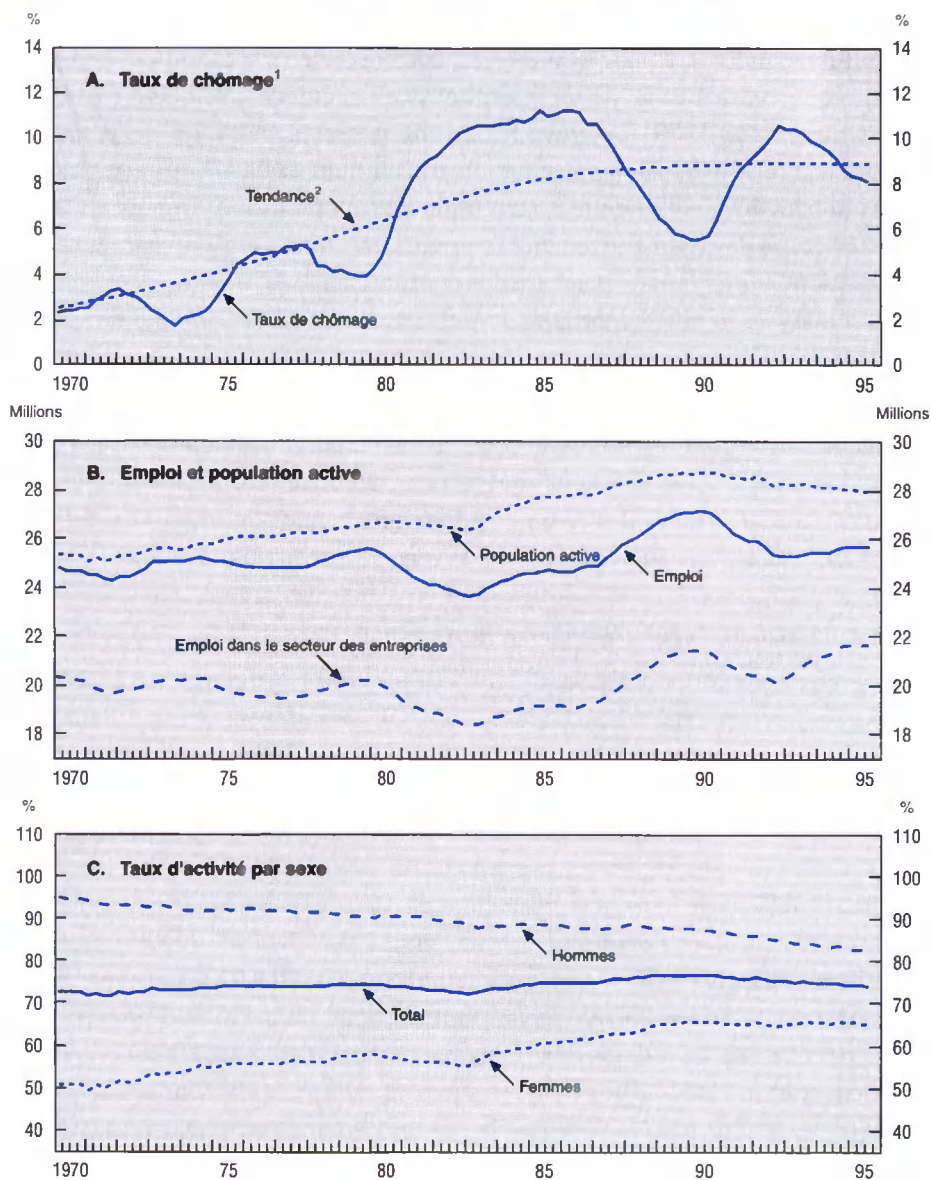 % %
14 14
A. Taux de chômage¹
12 12
10 10
8 8
Tendance²
6 6
4 4
Taux de chômage
2 2
0 0
1970 75 80 85 90 95
Millions Millions
30 30
B. Emploi et population active
28 28
26 26
Population active
Emploi
24 24
22 22
Emploi dans le secteur des entreprises
20 20
18 18
1970 75 80 85 90 95
% %
110 110
C. Taux d'activité par sexe
100 100
90 90
Hommes
80 80
70 70
Total
60 60
50 50
Femmes
40 40
1970 75 80 85 90 95